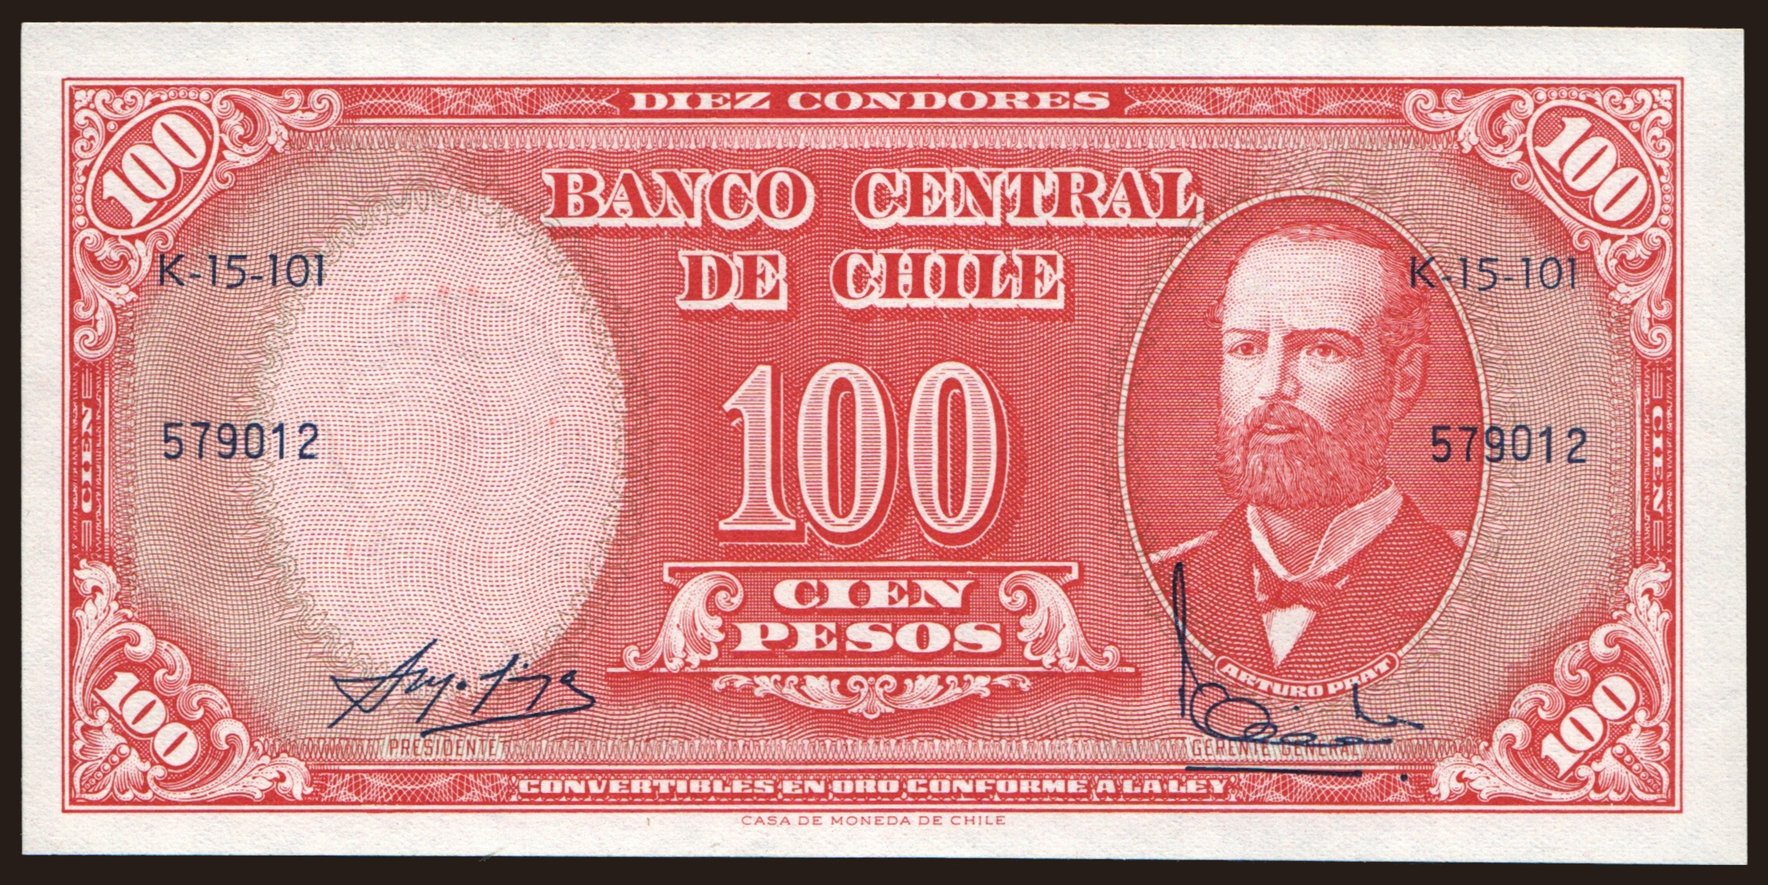 DIEZ CONDORES
100
100
BANCO CENTRAL
DE CHILE
K-15-101
K-15-101
100
CIEN
CIEN
579012
579012
CIEN
PESOS
ARTURO PRAT
100
100
PRESIDENTE
GERENTE GENERAL
CONVERTIBLES EN ORO CONFORME A LA LEY
CASA DE MONEDA DE CHILE